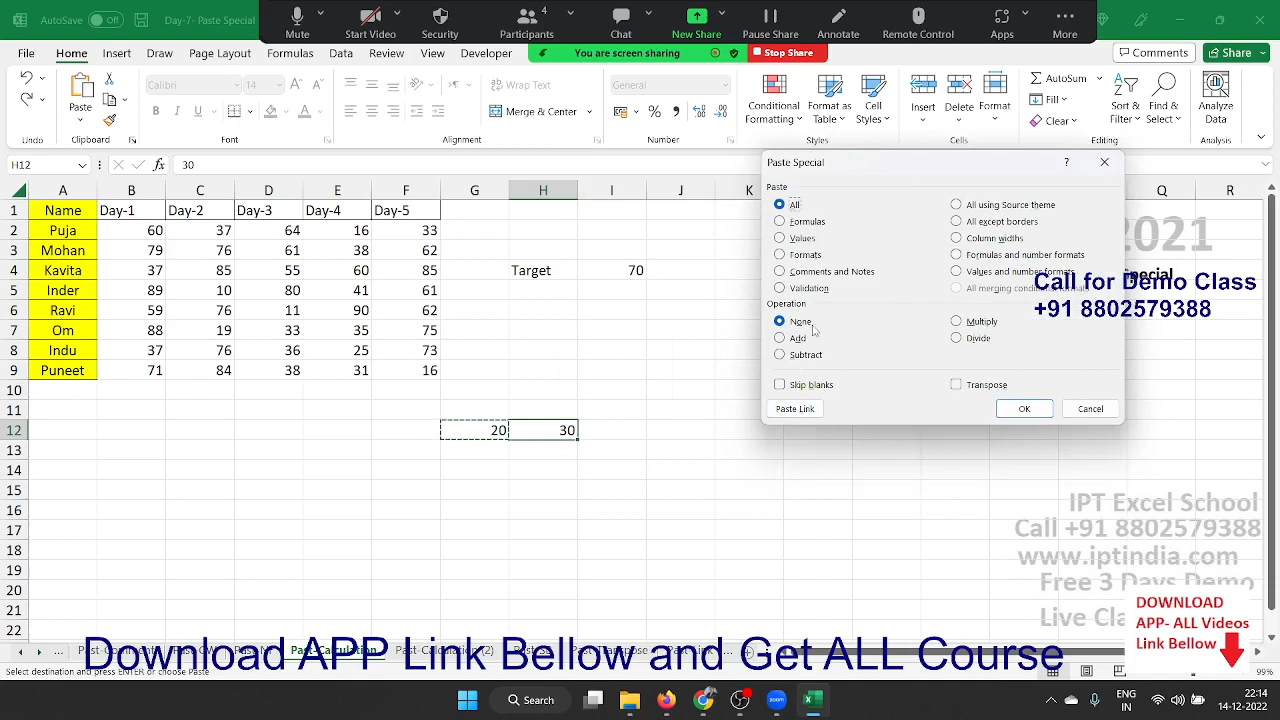 AutoSave Off Day-7- Paste Special
Mute Start Video Security 4 Participants Chat New Share Pause Share Annotate Remote Control Apps More
File Home Insert Draw Page Layout Formulas Data Review View Developer You are screen sharing Stop Share Comments Share
Calibri 14 Wrap Text General AutoSum
Paste Merge & Center Conditional Formatting Format as Table Cell Styles Insert Delete Format Fill Clear Sort & Filter Find & Select Analyze Data
Undo Clipboard Font Alignment Number Styles Cells Editing Analysis
H12 fx 30
A B C D E F G H I J K Q R
1 Name Day-1 Day-2 Day-3 Day-4 Day-5
2 Puja 60 37 64 16 33
3 Mohan 79 76 61 38 62
4 Kavita 37 85 55 60 85 Target 70
5 Inder 89 10 80 41 61
6 Ravi 59 76 11 90 62
7 Om 88 19 33 35 75
8 Indu 37 76 36 25 73
9 Puneet 71 84 38 31 16
10
11
12 20 30
13
14
15
16
17
18
19
20
21
22
Paste Special ?
Paste
All All using Source theme
Formulas All except borders
Values Column widths
Formats Formulas and number formats
Comments and Notes Values and number formats
Validation All merging conditional formats
Operation
None Multiply
Add Divide
Subtract
Skip blanks Transpose
Paste Link OK Cancel
2021
Special
Call for Demo Class
+91 8802579388
IPT Excel School
Call +91 8802579388
www.iptindia.com
Free 3 Days Demo
Live Cla
DOWNLOAD
APP- ALL Videos
Link Bellow
Past-Calculation
Download APP Link Bellow and Get ALL Course
Select destination and press ENTER or choose Paste
Search zoom ENG IN 22:14 14-12-2022